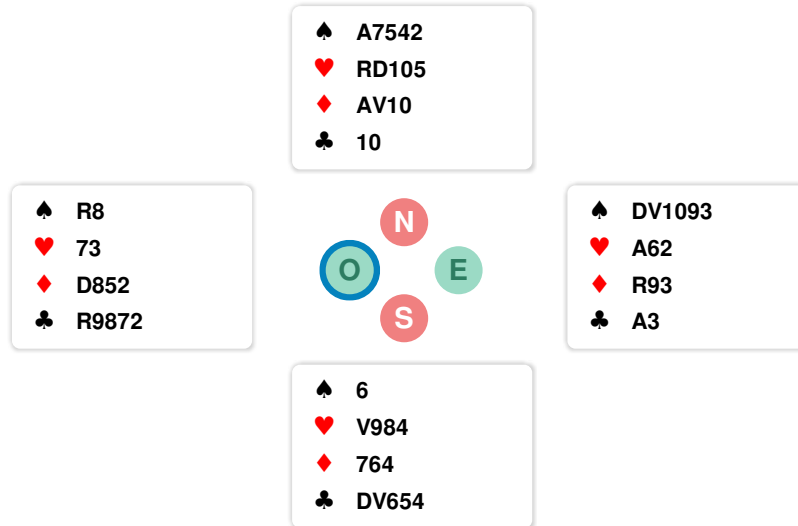 ♠ A7542
♥ RD105
♦ AV10
♣ 10
♠ R8
♥ 73
♦ D852
♣ R9872
N
O E
S
♠ DV1093
♥ A62
♦ R93
♣ A3
♠ 6
♥ V984
♦ 764
♣ DV654